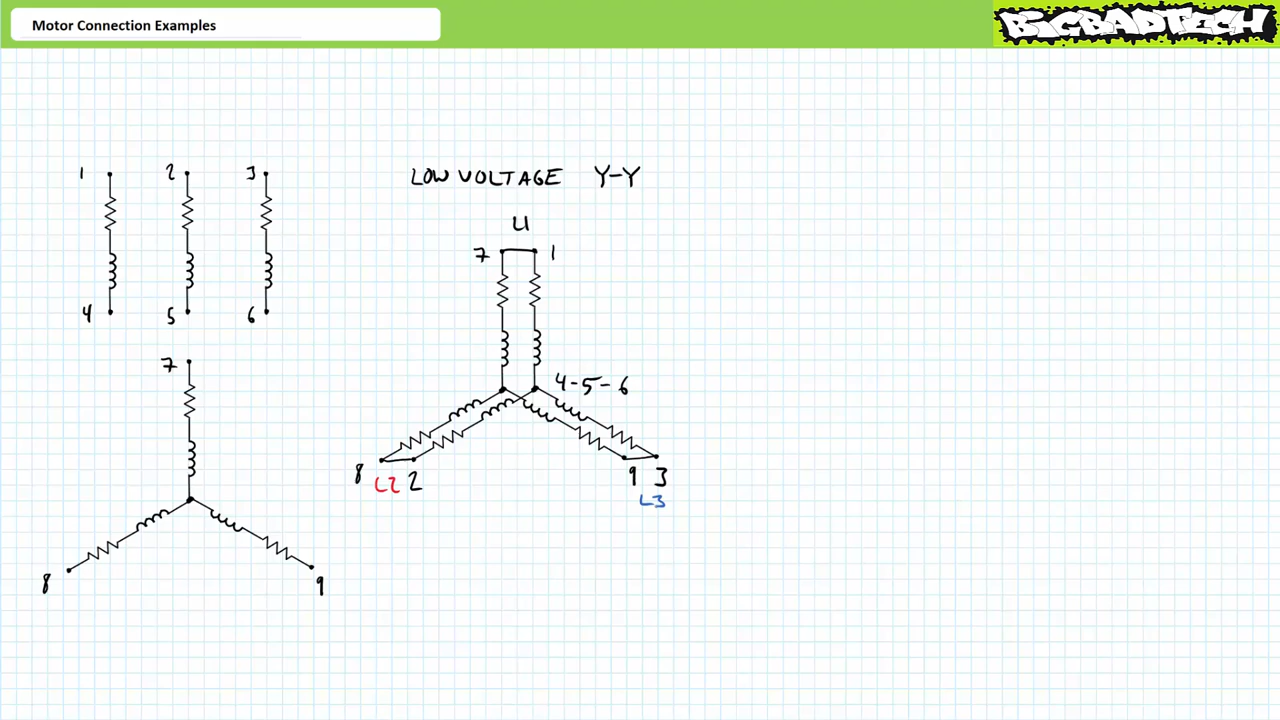 Motor Connection Examples
BIGBADTECH
1 2 3
4 5 6
7
8 9
LOW VOLTAGE Y-Y
L1
7 1
4-5-6
8 L2 2
9 3
L3